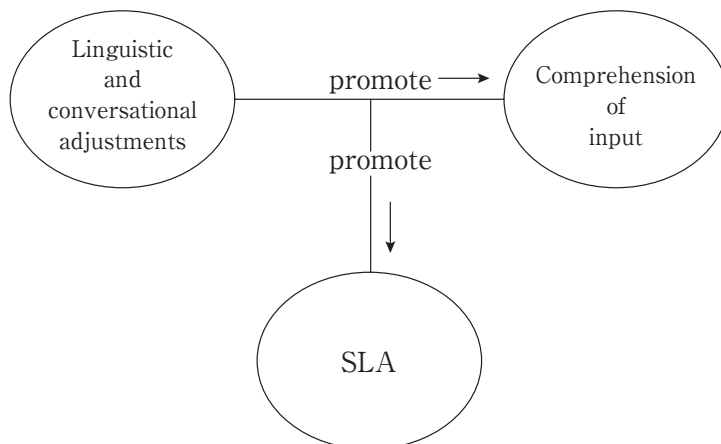 Linguistic
and
conversational
adjustments
promote
Comprehension
of
input
promote
SLA